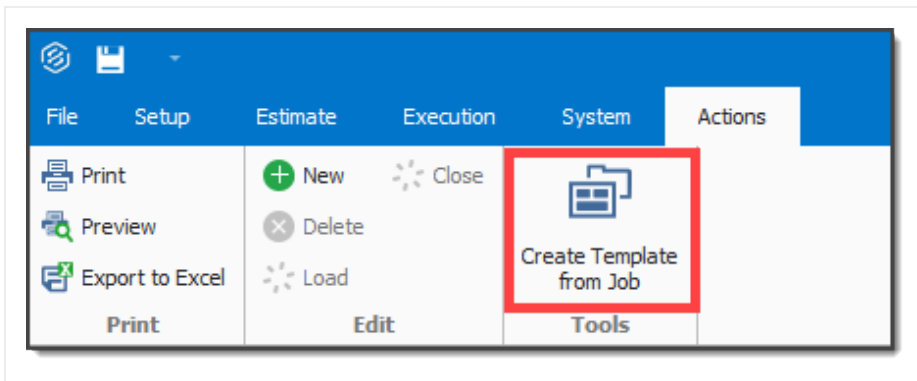 File Setup Estimate Execution System Actions
Print New Close
Preview Delete
Export to Excel Load
Create Template
from Job
Print Edit Tools